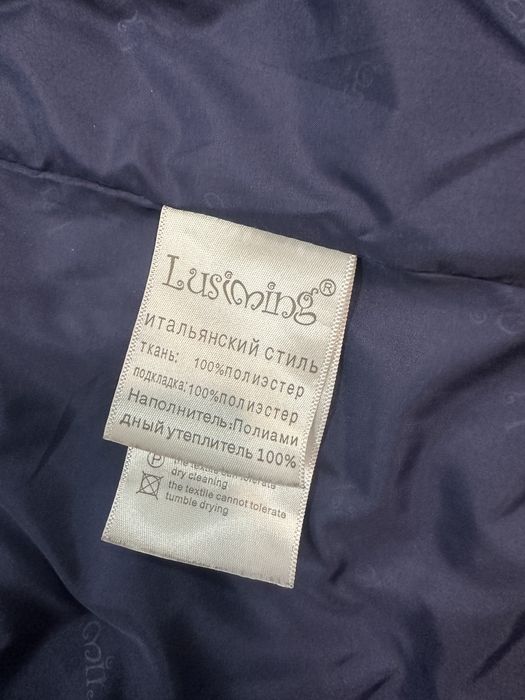 Lusiming®
итальянский стиль
Ткань: 100%полиэстер
подкладка:100%полиэстер
Наполнитель:Полиами
дный утеплитель 100%
P the textile can tolerate
dry cleaning
the textile cannot tolerate
tumble drying